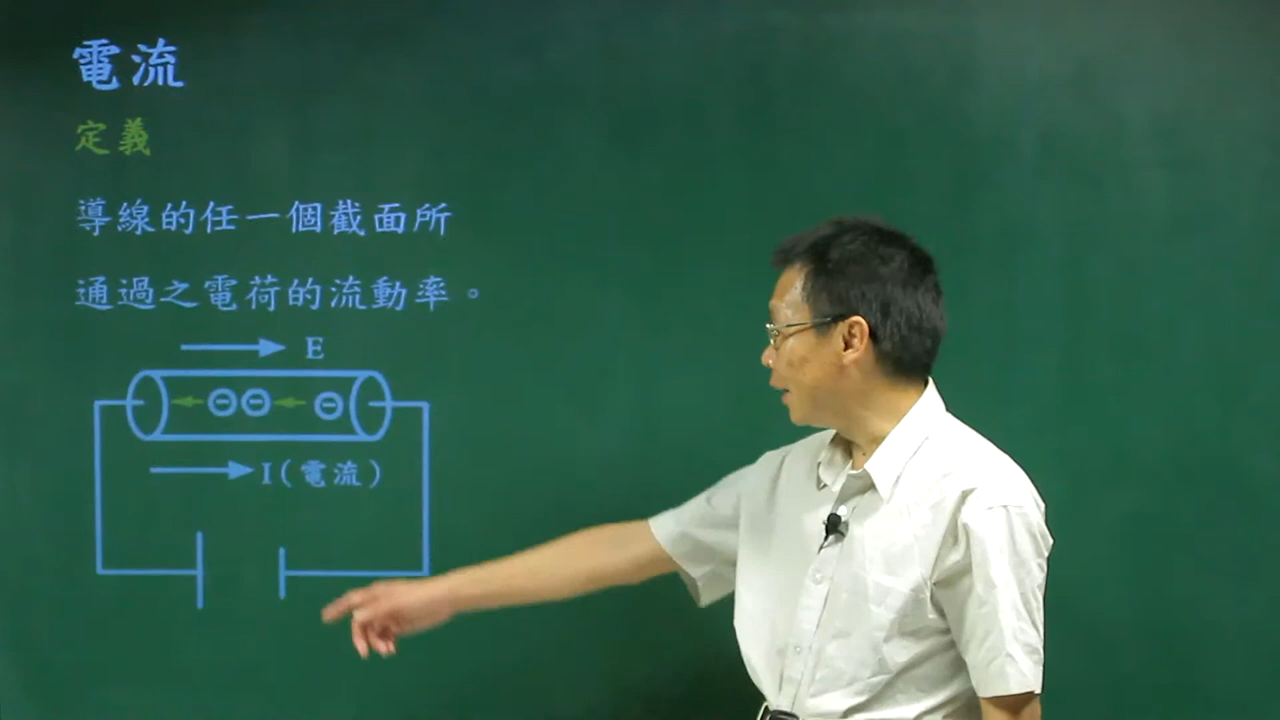 電流
定義
導線的任一個截面所
通過之電荷的流動率。
E
⊖⊖ ⊖
I(電流)